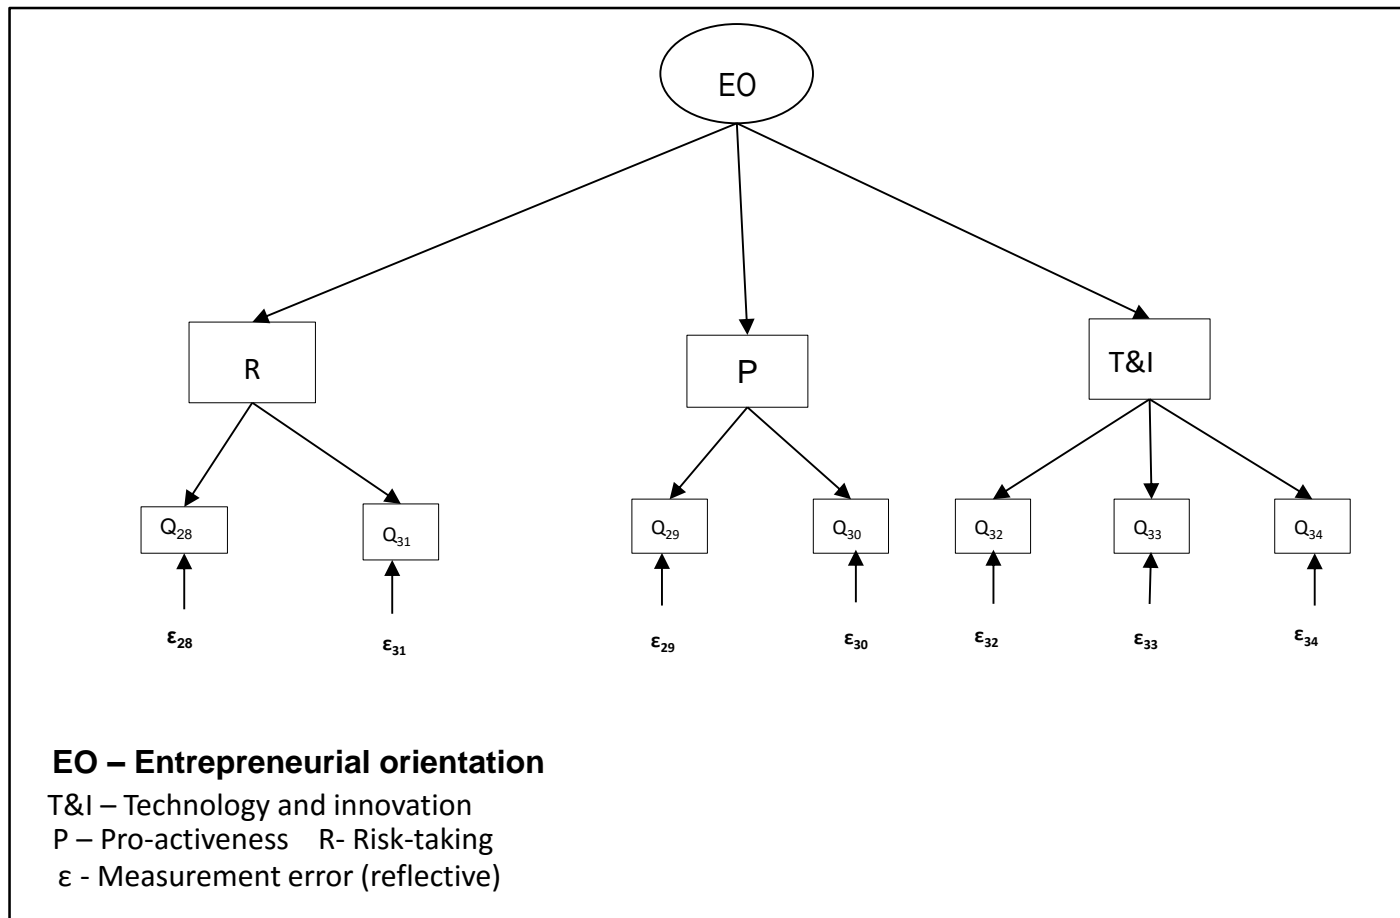 EO
R
P
T&I
Q28
Q31
Q29
Q30
Q32
Q33
Q34
ε28
ε31
ε29
ε30
ε32
ε33
ε34
EO – Entrepreneurial orientation
T&I – Technology and innovation
P – Pro-activeness R- Risk-taking
ε - Measurement error (reflective)